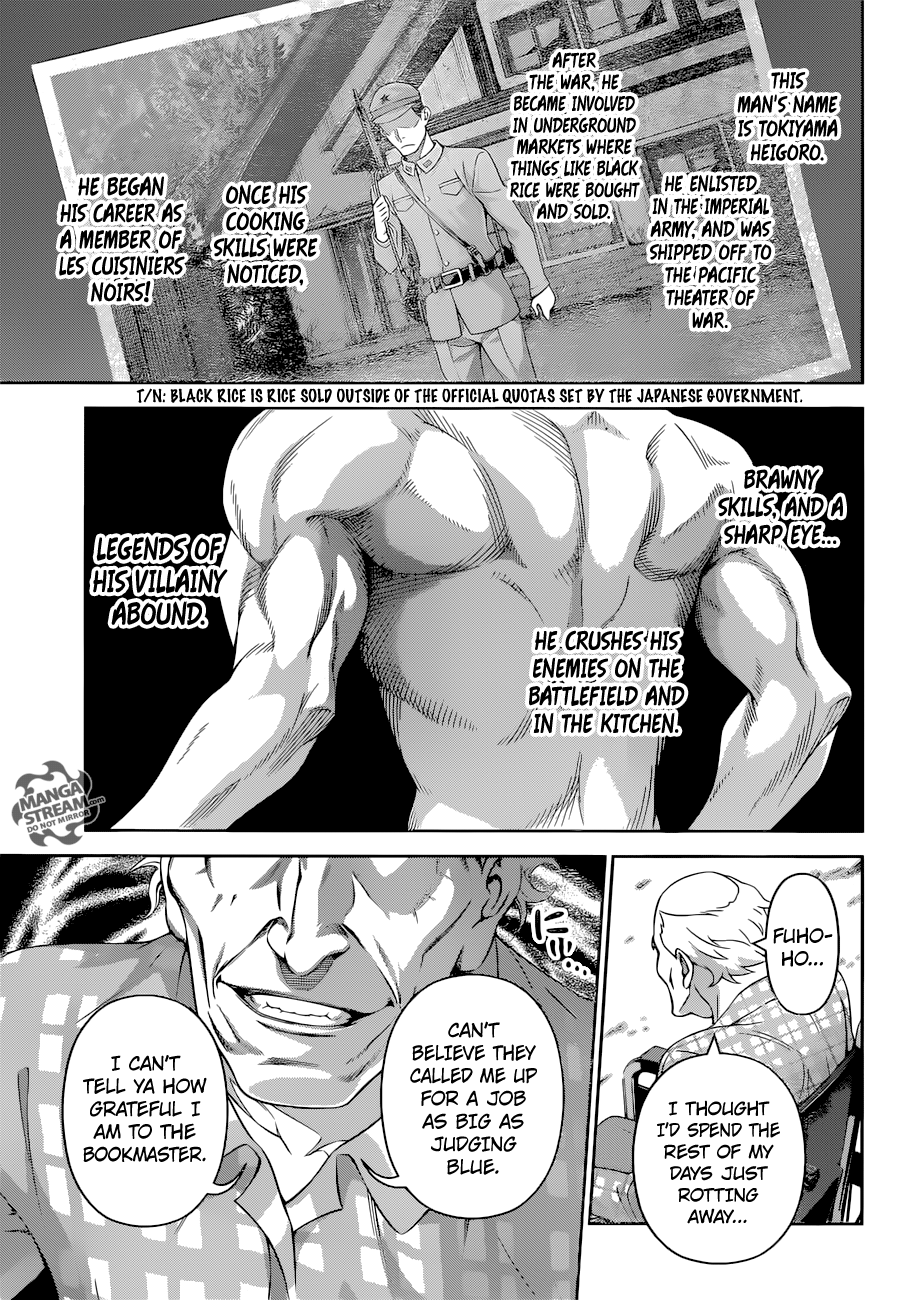 THIS
MAN'S NAME
IS TOKIYAMA
HEIGORO.
HE ENLISTED
IN THE IMPERIAL
ARMY, AND WAS
SHIPPED OFF TO
THE PACIFIC
THEATER OF
WAR.
AFTER
THE WAR, HE
BECAME INVOLVED
IN UNDERGROUND
MARKETS WHERE
THINGS LIKE BLACK
RICE WERE BOUGHT
AND SOLD.
ONCE HIS
COOKING
SKILLS WERE
NOTICED,
HE BEGAN
HIS CAREER AS
A MEMBER OF
LES CUISINIERS
NOIRS!
T/N: BLACK RICE IS RICE SOLD OUTSIDE OF THE OFFICIAL QUOTAS SET BY THE JAPANESE GOVERNMENT.
BRAWNY
SKILLS, AND A
SHARP EYE...
HE CRUSHES HIS
ENEMIES ON THE
BATTLEFIELD AND
IN THE KITCHEN.
LEGENDS OF
HIS VILLAINY
ABOUND.
MANGA
STREAM.com
DO NOT MIRROR
FUHO-
HO...
I THOUGHT
I'D SPEND THE
REST OF MY
DAYS JUST
ROTTING
AWAY...
CAN'T
BELIEVE THEY
CALLED ME UP
FOR A JOB
AS BIG AS
JUDGING
BLUE.
I CAN'T
TELL YA HOW
GRATEFUL I
AM TO THE
BOOKMASTER.